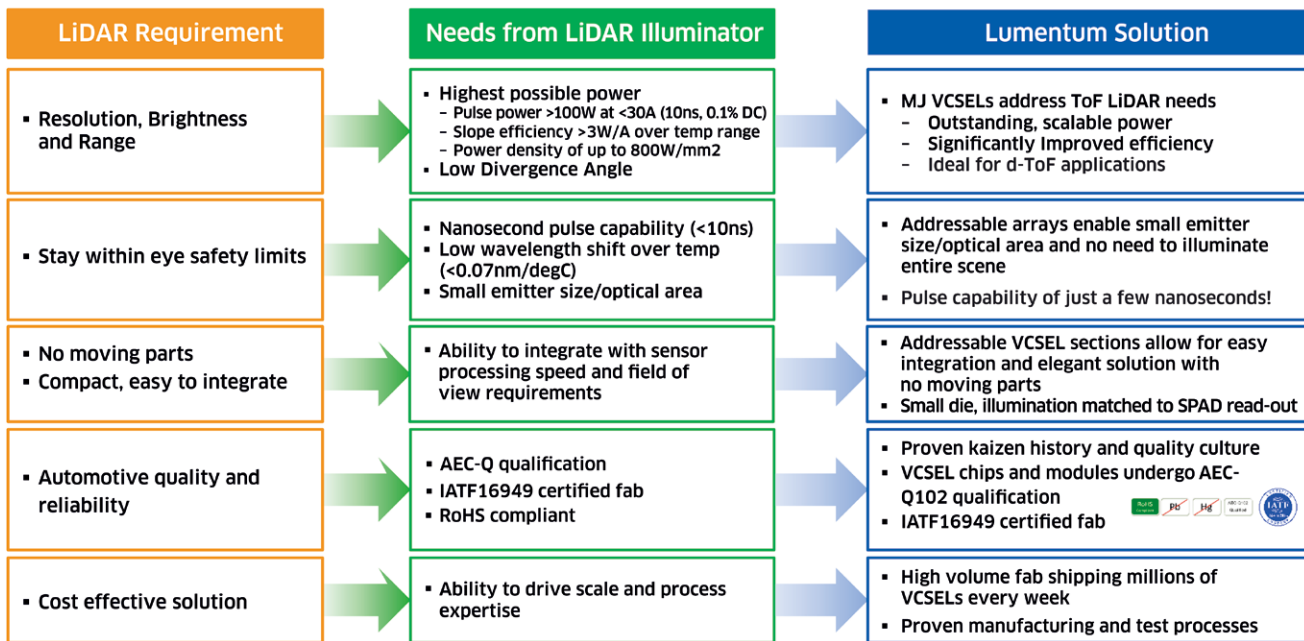 LiDAR Requirement
Needs from LiDAR Illuminator
Lumentum Solution
▪ Resolution, Brightness
and Range
▪ Highest possible power
– Pulse power >100W at <30A (10ns, 0.1% DC)
– Slope efficiency >3W/A over temp range
– Power density of up to 800W/mm2
▪ Low Divergence Angle
▪ MJ VCSELs address ToF LiDAR needs
– Outstanding, scalable power
– Significantly Improved efficiency
– Ideal for d-ToF applications
▪ Stay within eye safety limits
▪ Nanosecond pulse capability (<10ns)
▪ Low wavelength shift over temp
(<0.07nm/degC)
▪ Small emitter size/optical area
▪ Addressable arrays enable small emitter
size/optical area and no need to illuminate
entire scene
▪ Pulse capability of just a few nanoseconds!
▪ No moving parts
▪ Compact, easy to integrate
▪ Ability to integrate with sensor
processing speed and field of
view requirements
▪ Addressable VCSEL sections allow for easy
integration and elegant solution with
no moving parts
▪ Small die, illumination matched to SPAD read-out
▪ Automotive quality and
reliability
▪ AEC-Q qualification
▪ IATF16949 certified fab
▪ RoHS compliant
▪ Proven kaizen history and quality culture
▪ VCSEL chips and modules undergo AEC-
Q102 qualification
▪ IATF16949 certified fab
RoHS
Pb
Hg
IATF
▪ Cost effective solution
▪ Ability to drive scale and process
expertise
▪ High volume fab shipping millions of
VCSELs every week
▪ Proven manufacturing and test processes